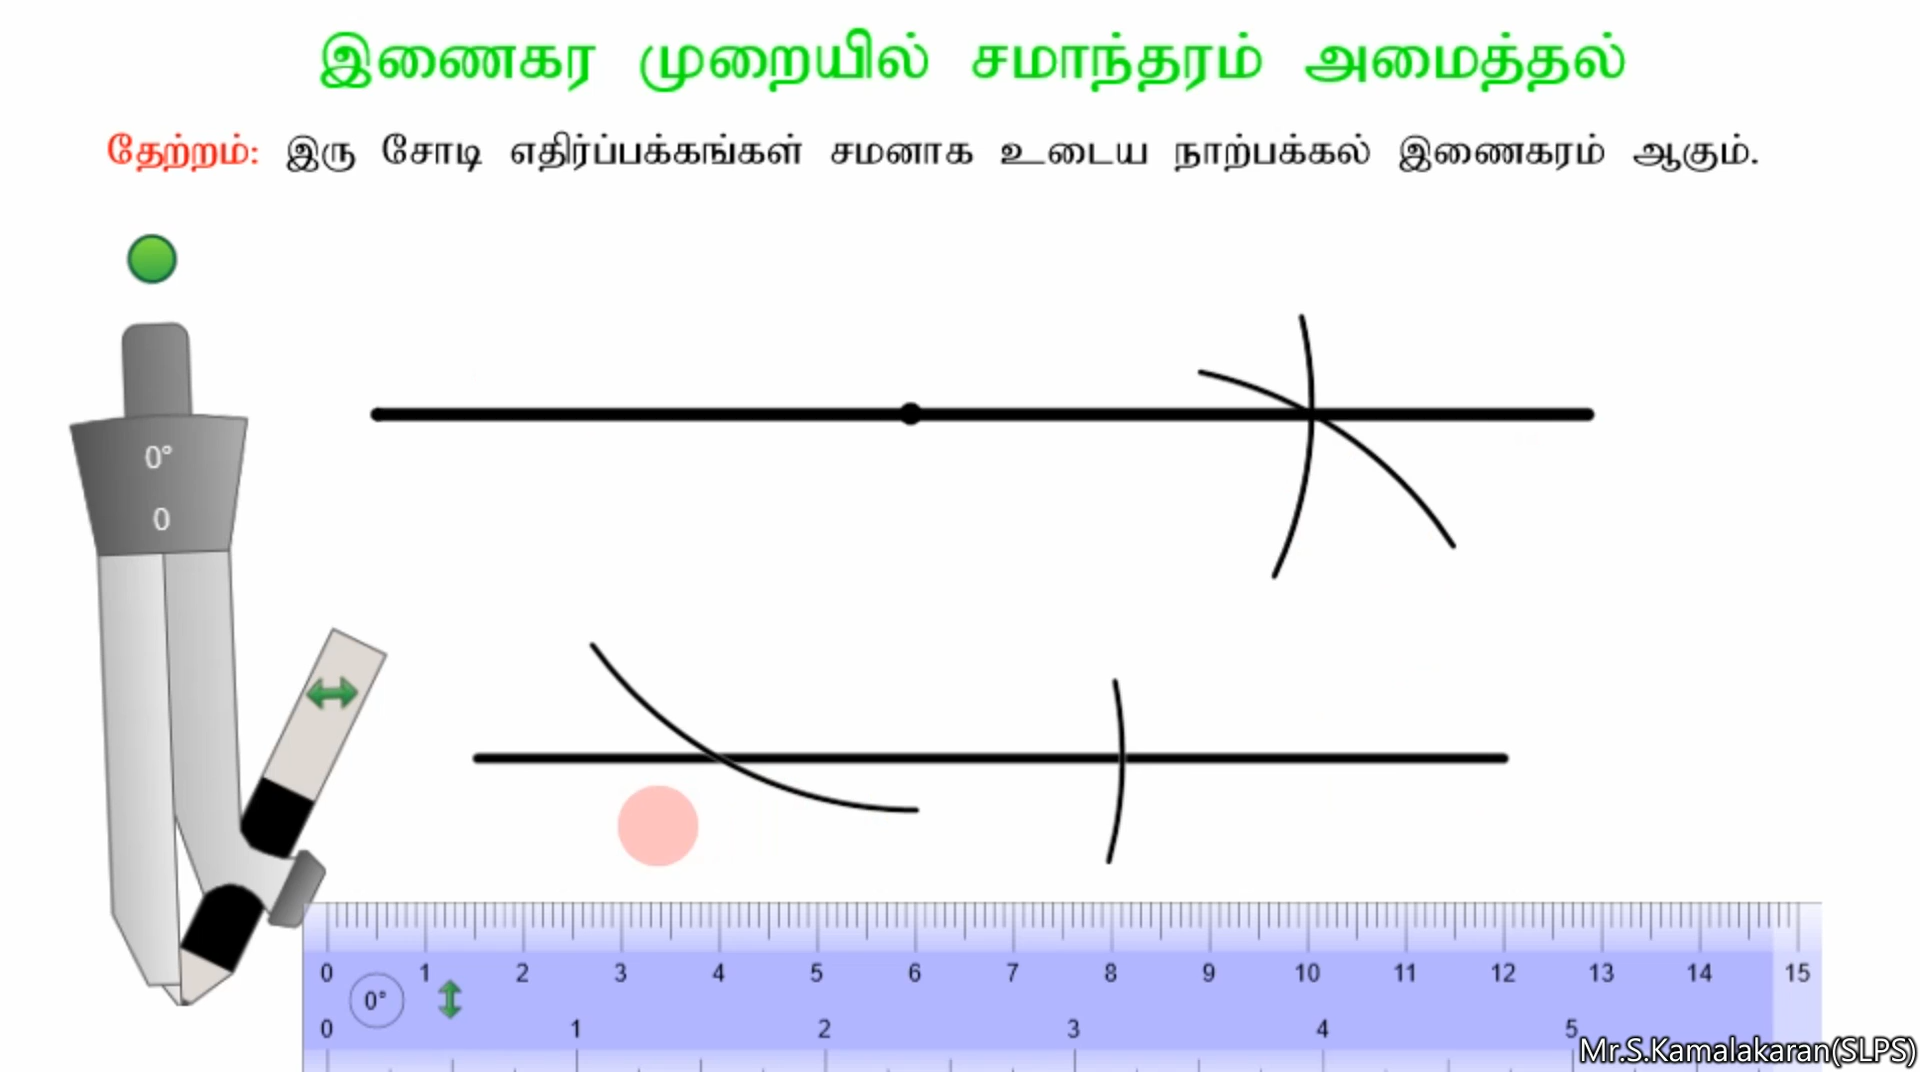 இணைகர முறையில் சமாந்தரம் அமைத்தல்
தேற்றம்: இரு சோடி எதிர்ப்பக்கங்கள் சமனாக உடைய நாற்பக்கல் இணைகரம் ஆகும்.
0°
0
0 1 2 3 4 5 6 7 8 9 10 11 12 13 14 15
0°
0 1 2 3 4 5
Mr.S.Kamalakaran(SLPS)